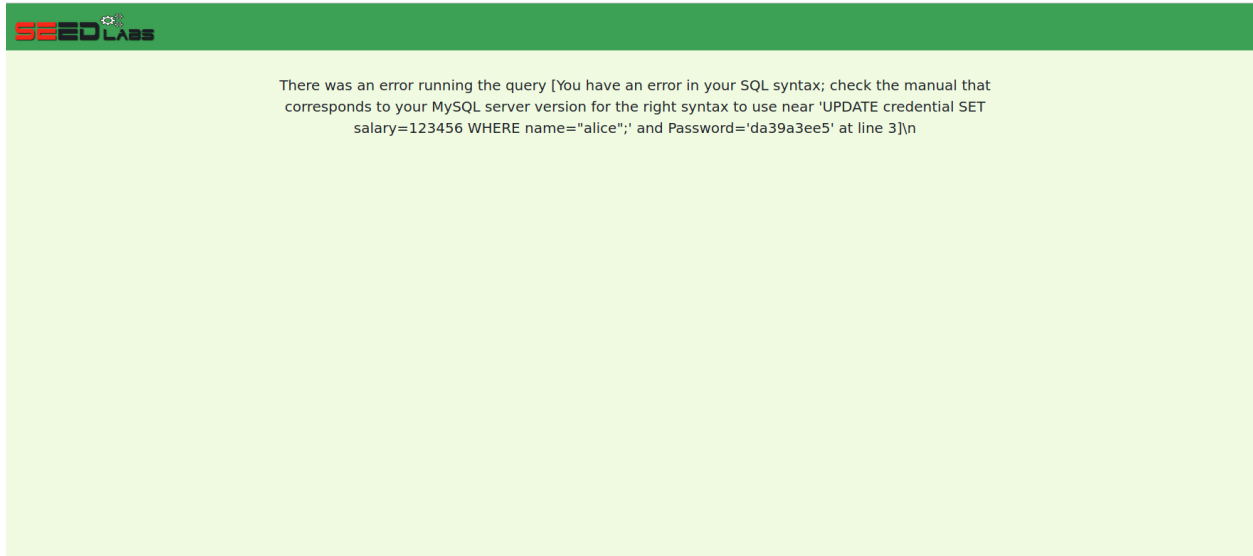 SEEDLABS
There was an error running the query [You have an error in your SQL syntax; check the manual that
corresponds to your MySQL server version for the right syntax to use near 'UPDATE credential SET
salary=123456 WHERE name="alice";' and Password='da39a3ee5' at line 3]\n